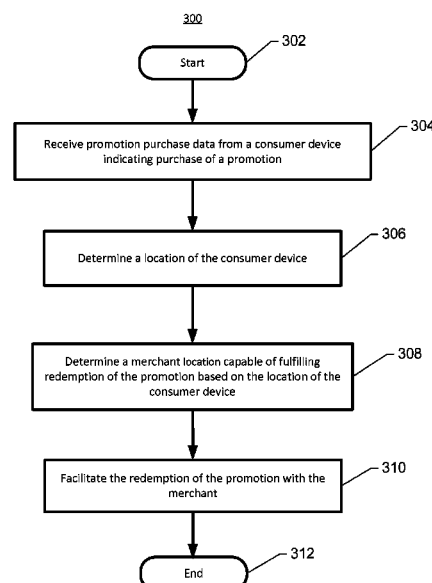 300
302
Start
304
Receive promotion purchase data from a consumer device
indicating purchase of a promotion
306
Determine a location of the consumer device
308
Determine a merchant location capable of fulfilling
redemption of the promotion based on the location of the
consumer device
310
Facilitate the redemption of the promotion with the
merchant
312
End